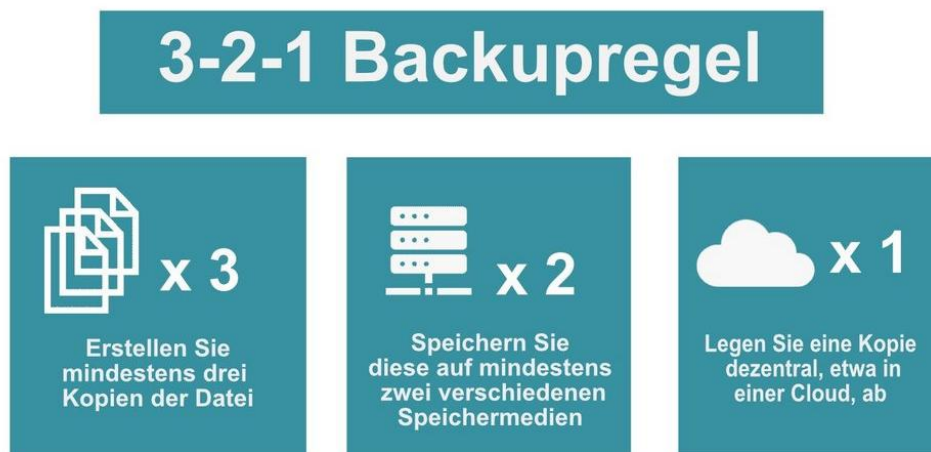 3-2-1 Backupregel
x 3
Erstellen Sie
mindestens drei
Kopien der Datei
x 2
Speichern Sie
diese auf mindestens
zwei verschiedenen
Speichermedien
x 1
Legen Sie eine Kopie
dezentral, etwa in
einer Cloud, ab